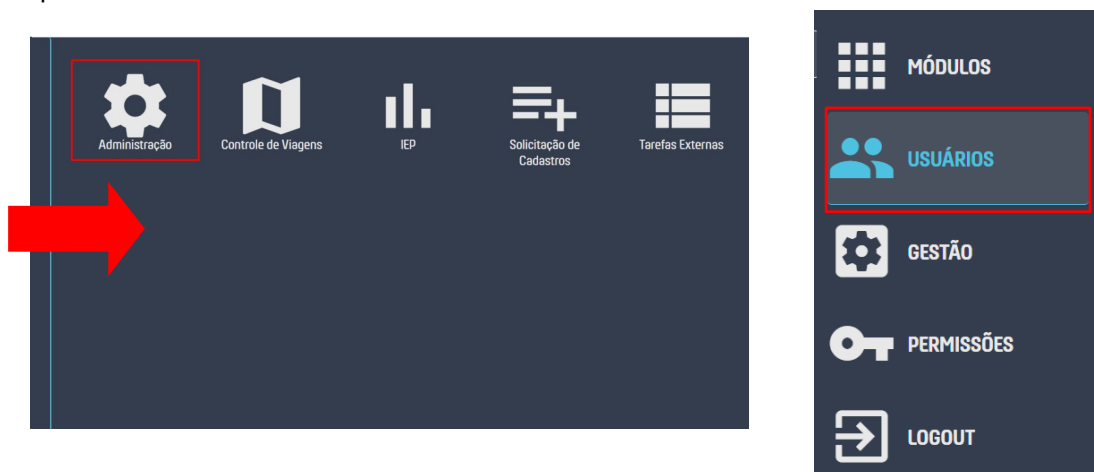 MÓDULOS
Administração
Controle de Viagens
IEP
Solicitação de
Cadastros
Tarefas Externas
USUÁRIOS
GESTÃO
PERMISSÕES
LOGOUT